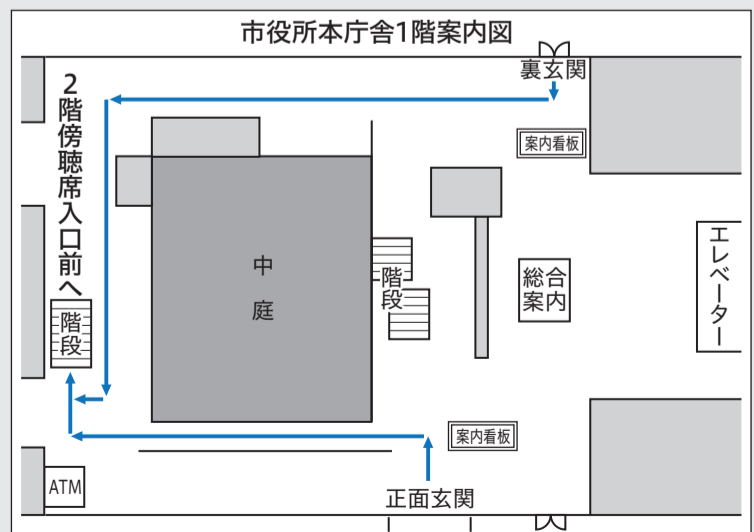 市役所本庁舎1階案内図
裏玄関
案内看板
2階傍聴席入口前へ
階段
中庭
階段
総合
案内
エレベーター
案内看板
ATM
正面玄関